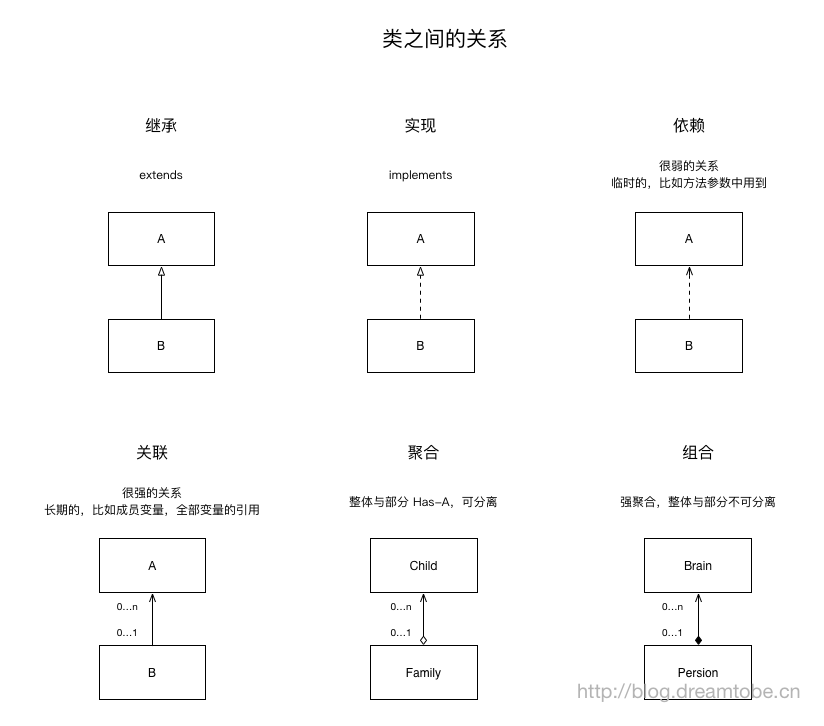 类之间的关系
继承
实现
依赖
extends
implements
很弱的关系
临时的，比如方法参数中用到
A
A
A
B
B
B
关联
聚合
组合
很强的关系
长期的，比如成员变量，全部变量的引用
整体与部分 Has-A，可分离
强聚合，整体与部分不可分离
A
Child
Brain
0...n
0...n
0...n
0...1
0...1
0...1
B
Family
Persion
http://blog.dreamtobe.cn